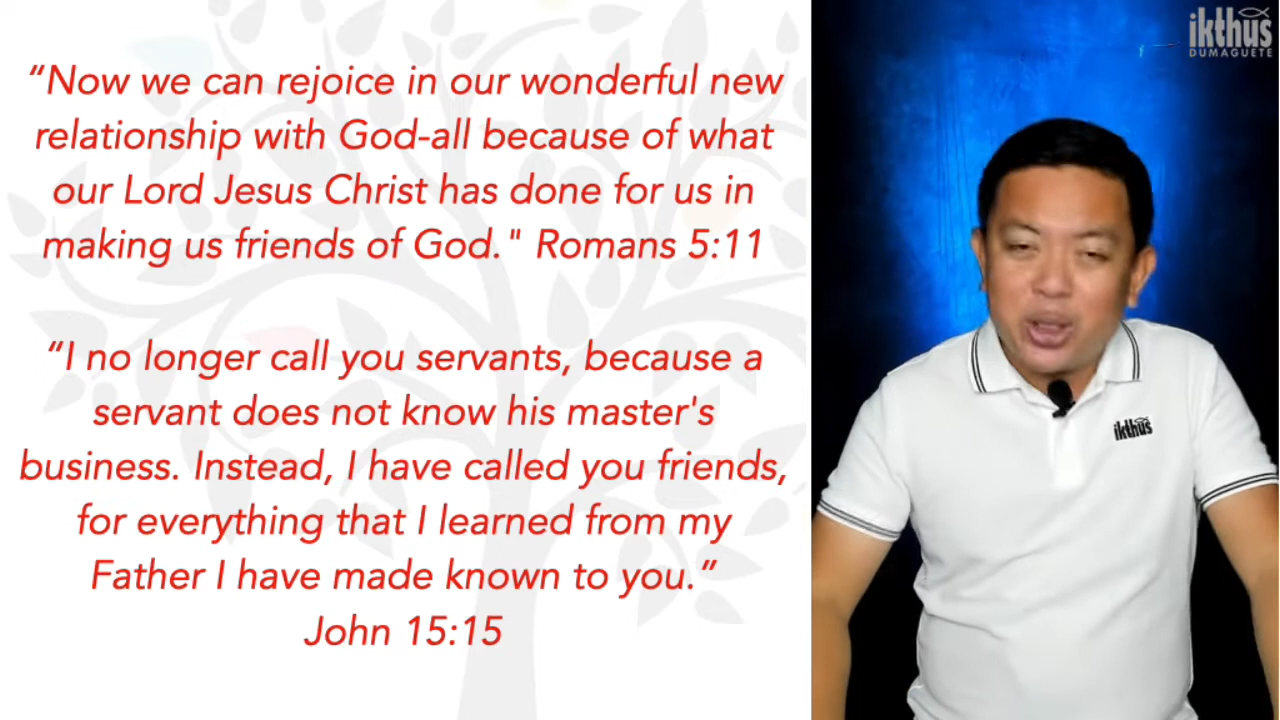 “Now we can rejoice in our wonderful new
relationship with God-all because of what
our Lord Jesus Christ has done for us in
making us friends of God." Romans 5:11
“I no longer call you servants, because a
servant does not know his master's
business. Instead, I have called you friends,
for everything that I learned from my
Father I have made known to you.”
John 15:15
ikthus
DUMAGUETE
ikthus